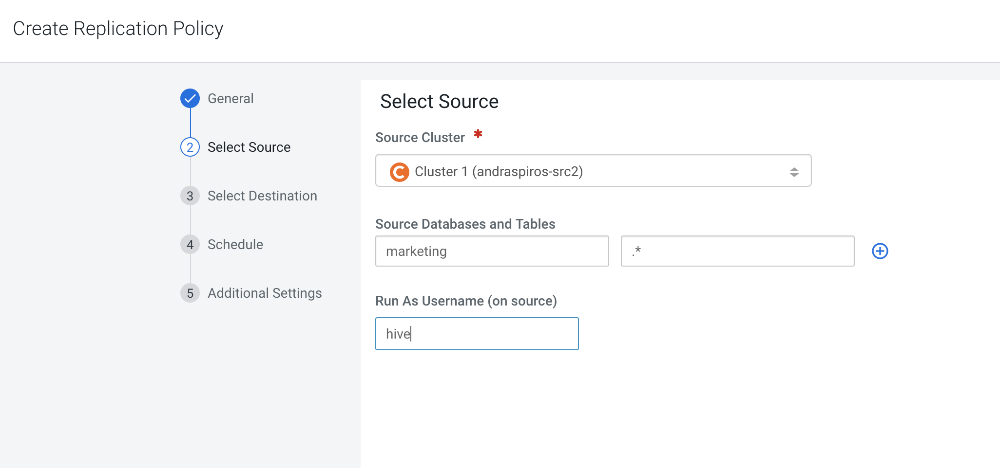 Create Replication Policy
General
2 Select Source
3 Select Destination
4 Schedule
5 Additional Settings
Select Source
Source Cluster *
Cluster 1 (andraspiros-src2)
Source Databases and Tables
marketing .*
Run As Username (on source)
hive